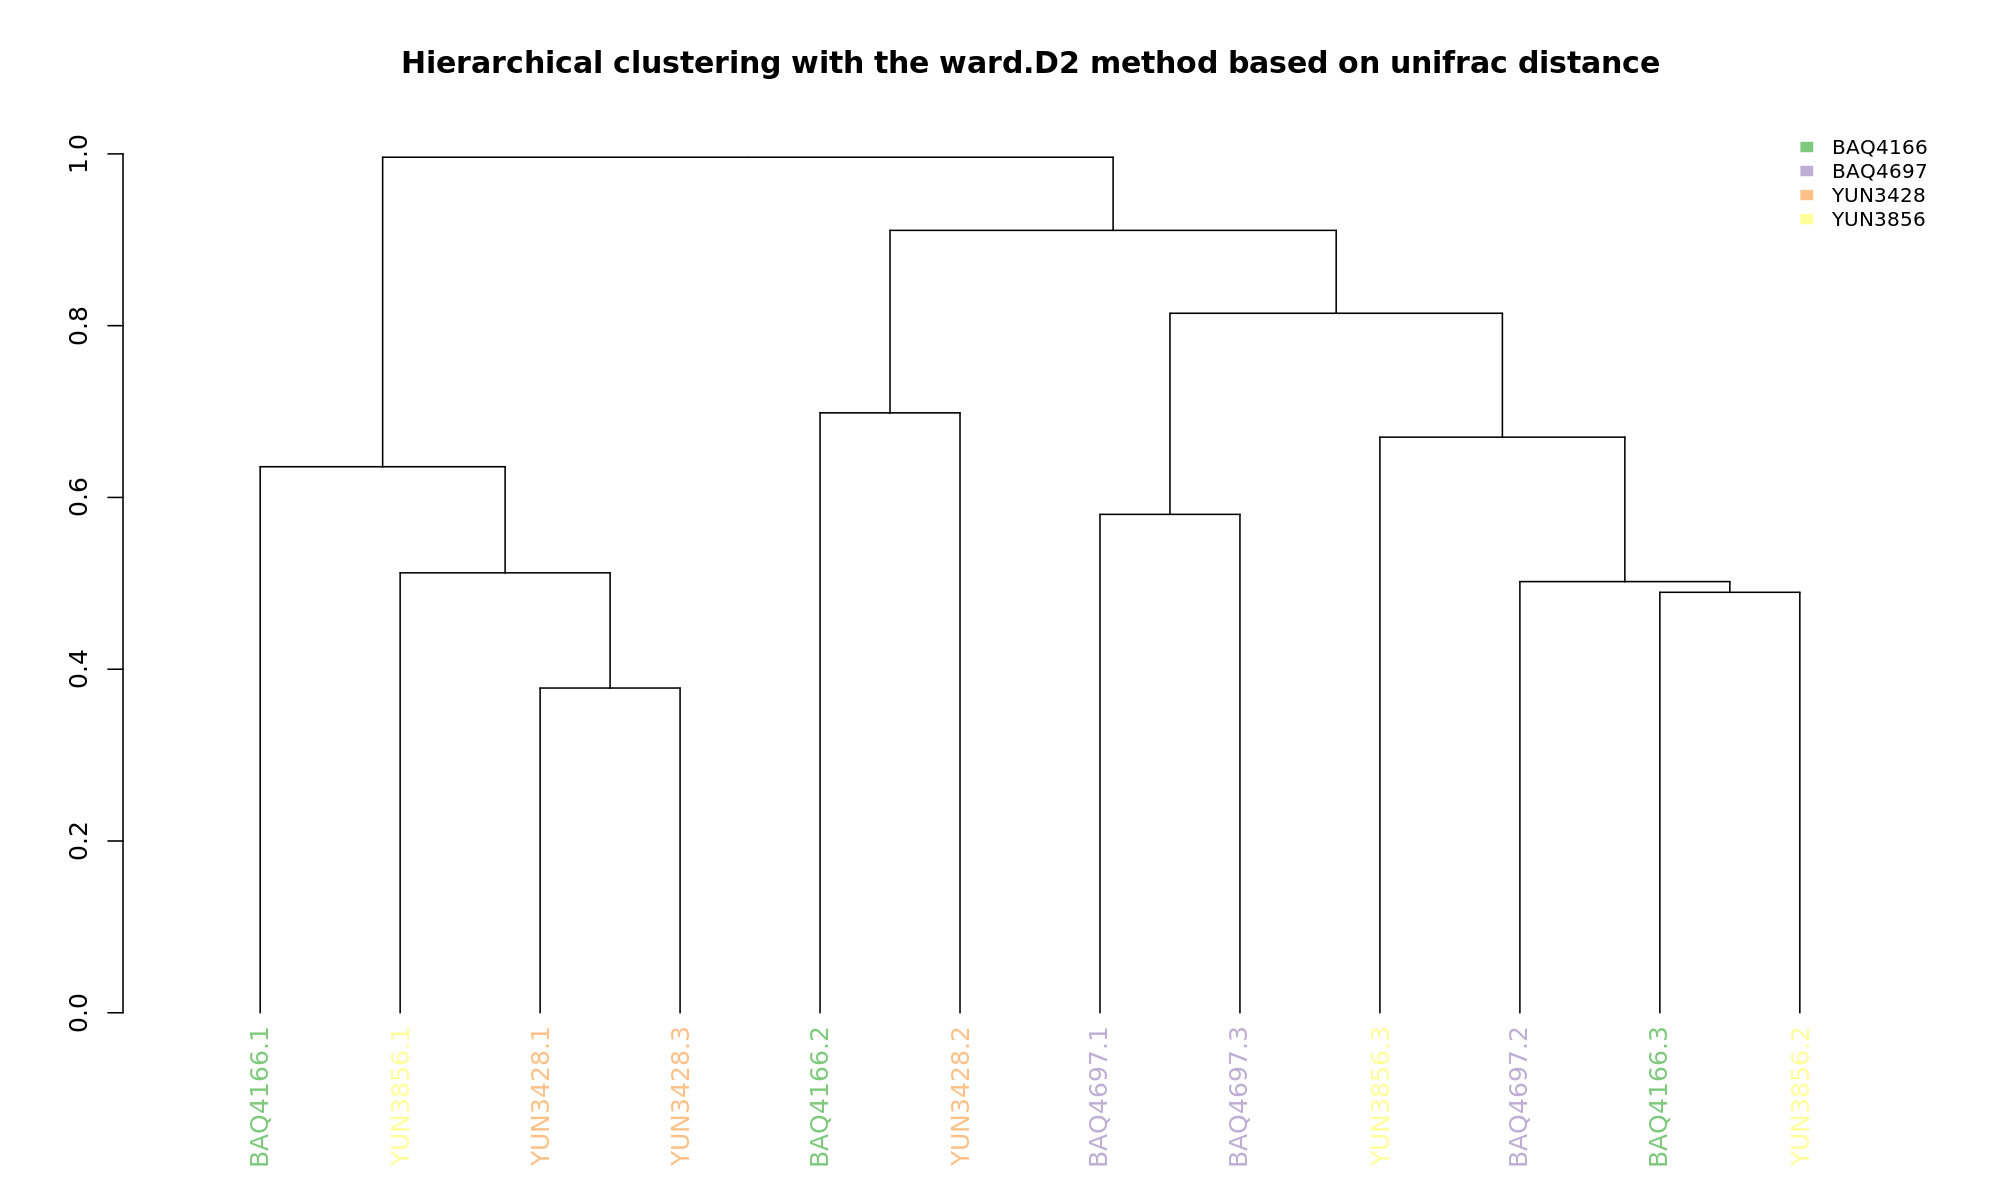 Hierarchical clustering with the ward.D2 method based on unifrac distance
1.0
0.8
0.6
0.4
0.2
0.0
BAQ4166
BAQ4697
YUN3428
YUN3856
BAQ4166.1
YUN3856.1
YUN3428.1
YUN3428.3
BAQ4166.2
YUN3428.2
BAQ4697.1
BAQ4697.3
YUN3856.3
BAQ4697.2
BAQ4166.3
YUN3856.2